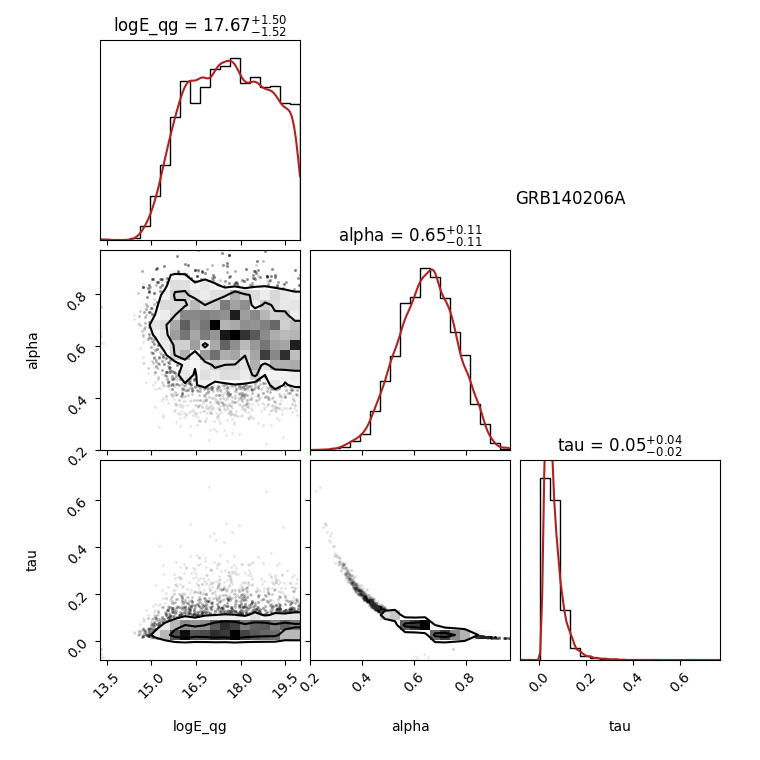 logE_qg = 17.67^{+1.50}_{-1.52}
GRB140206A
alpha = 0.65^{+0.11}_{-0.11}
alpha
0.8
0.6
0.4
0.2
tau = 0.05^{+0.04}_{-0.02}
tau
0.6
0.4
0.2
0.0
13.5 15.0 16.5 18.0 19.5
0.2 0.4 0.6 0.8
0.0 0.2 0.4 0.6
logE_qg alpha tau